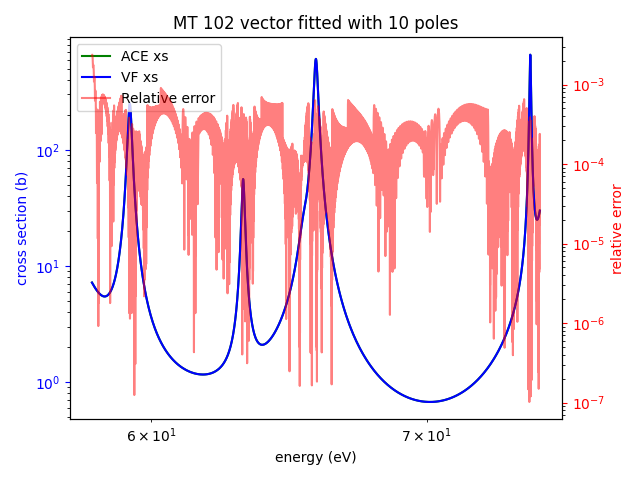 MT 102 vector fitted with 10 poles
ACE xs
VF xs
Relative error
cross section (b)
10²
10¹
10⁰
10⁻³
10⁻⁴
10⁻⁵
10⁻⁶
10⁻⁷
relative error
6 × 10¹
7 × 10¹
energy (eV)